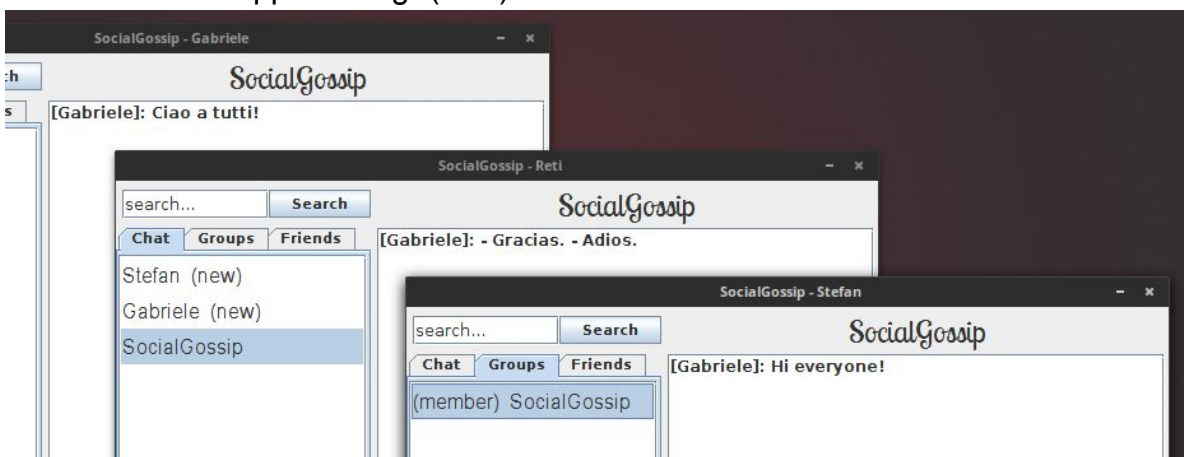 SocialGossip - Gabriele
SocialGossip
[Gabriele]: Ciao a tutti!
SocialGossip - Reti
search...
Search
SocialGossip
Chat
Groups
Friends
[Gabriele]: - Gracias. - Adios.
Stefan (new)
Gabriele (new)
SocialGossip
SocialGossip - Stefan
search...
Search
SocialGossip
Chat
Groups
Friends
[Gabriele]: Hi everyone!
(member) SocialGossip